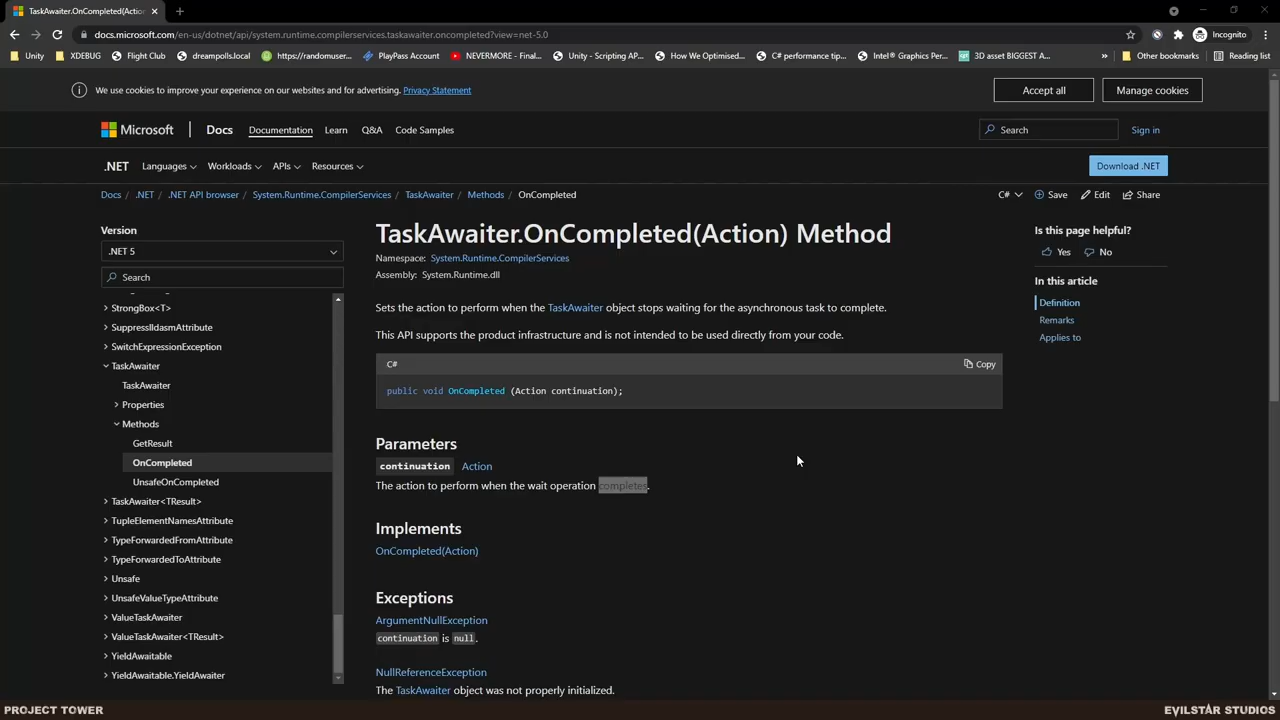 TaskAwaiter.OnCompleted(Actio
docs.microsoft.com/en-us/dotnet/api/system.runtime.compilerservices.taskawaiter.oncompleted?view=net-5.0
Incognito
Unity
XDEBUG
Flight Club
dreampolls.local
https://randomuser...
PlayPass Account
NEVERMORE - Final...
Unity - Scripting AP...
How We Optimised...
C# performance tip...
Intel® Graphics Per...
3D asset BIGGEST A...
Other bookmarks
Reading list
We use cookies to improve your experience on our websites and for advertising. Privacy Statement
Accept all
Manage cookies
Microsoft
Docs
Documentation
Learn
Q&A
Code Samples
Search
Sign in
.NET
Languages
Workloads
APIs
Resources
Download .NET
Docs / .NET / .NET API browser / System.Runtime.CompilerServices / TaskAwaiter / Methods / OnCompleted
C#
Save
Edit
Share
Version
.NET 5
Search
StrongBox<T>
SuppressIldasmAttribute
SwitchExpressionException
TaskAwaiter
TaskAwaiter
Properties
Methods
GetResult
OnCompleted
UnsafeOnCompleted
TaskAwaiter<TResult>
TupleElementNamesAttribute
TypeForwardedFromAttribute
TypeForwardedToAttribute
Unsafe
UnsafeValueTypeAttribute
ValueTaskAwaiter
ValueTaskAwaiter<TResult>
YieldAwaitable
YieldAwaitable.YieldAwaiter
TaskAwaiter.OnCompleted(Action) Method
Namespace: System.Runtime.CompilerServices
Assembly: System.Runtime.dll
Sets the action to perform when the TaskAwaiter object stops waiting for the asynchronous task to complete.
This API supports the product infrastructure and is not intended to be used directly from your code.
C#
Copy
public void OnCompleted (Action continuation);
Parameters
continuation Action
The action to perform when the wait operation completes.
Implements
OnCompleted(Action)
Exceptions
ArgumentNullException
continuation is null.
NullReferenceException
The TaskAwaiter object was not properly initialized.
Is this page helpful?
Yes
No
In this article
Definition
Remarks
Applies to
PROJECT TOWER
EVILSTAR STUDIOS